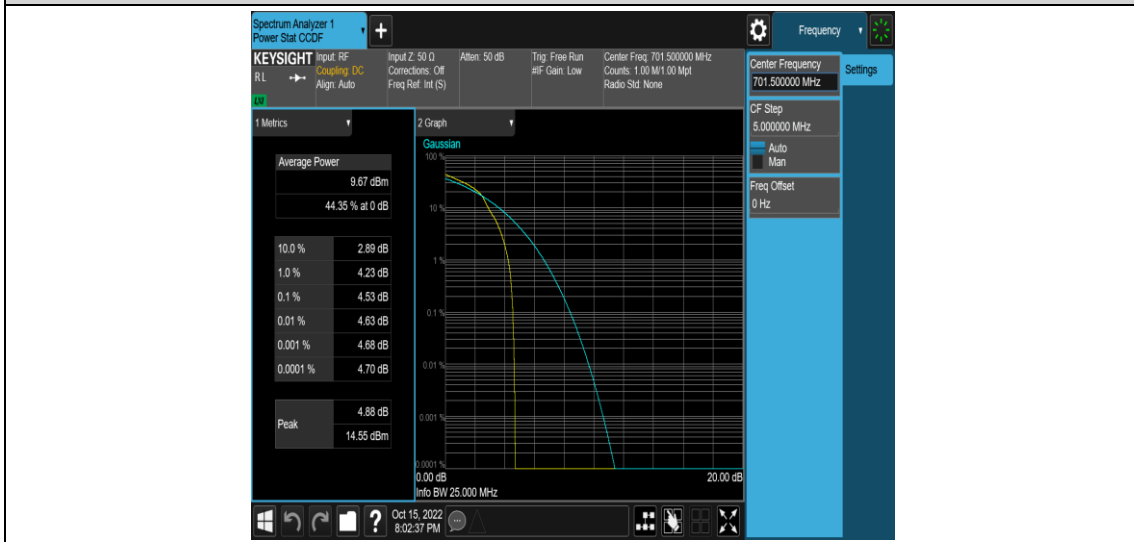 Spectrum Analyzer 1
Power Stat CCDF
+
Frequency
KEYSIGHT
RL
LXI
Input: RF
Coupling: DC
Align: Auto
Input Z: 50 Ω
Corrections: Off
Freq Ref: Int (S)
Atten: 50 dB
Trig: Free Run
#IF Gain: Low
Center Freq: 701.500000 MHz
Counts: 1.00 M/1.00 Mpt
Radio Std: None
Center Frequency
701.500000 MHz
Settings
CF Step
5.000000 MHz
Auto
Man
Freq Offset
0 Hz
1 Metrics
Average Power
9.67 dBm
44.35 % at 0 dB
10.0 % 2.89 dB
1.0 % 4.23 dB
0.1 % 4.53 dB
0.01 % 4.63 dB
0.001 % 4.68 dB
0.0001 % 4.70 dB
Peak
4.88 dB
14.55 dBm
2 Graph
Gaussian
100 %
10 %
1 %
0.1 %
0.01 %
0.001 %
0.0001 %
0.00 dB 20.00 dB
Info BW 25.000 MHz
?
Oct 15, 2022
8:02:37 PM